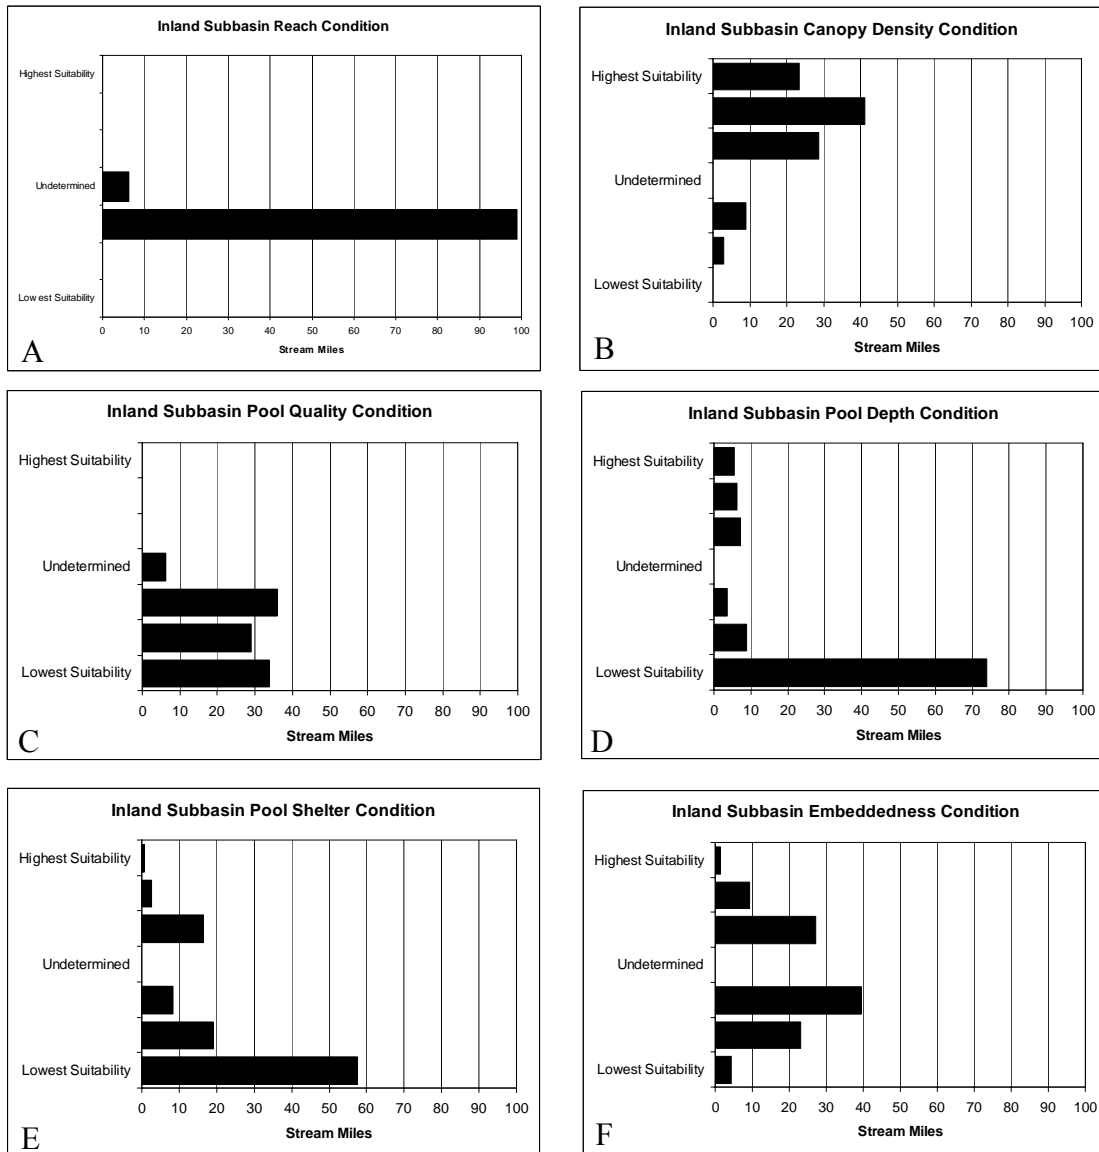 Inland Subbasin Reach Condition
Highest Suitability
Undetermined
Lowest Suitability
0 10 20 30 40 50 60 70 80 90 100
Stream Miles
A
Inland Subbasin Canopy Density Condition
Highest Suitability
Undetermined
Lowest Suitability
0 10 20 30 40 50 60 70 80 90 100
Stream Miles
B
Inland Subbasin Pool Quality Condition
Highest Suitability
Undetermined
Lowest Suitability
0 10 20 30 40 50 60 70 80 90 100
Stream Miles
C
Inland Subbasin Pool Depth Condition
Highest Suitability
Undetermined
Lowest Suitability
0 10 20 30 40 50 60 70 80 90 100
Stream Miles
D
Inland Subbasin Pool Shelter Condition
Highest Suitability
Undetermined
Lowest Suitability
0 10 20 30 40 50 60 70 80 90 100
Stream Miles
E
Inland Subbasin Embeddedness Condition
Highest Suitability
Undetermined
Lowest Suitability
0 10 20 30 40 50 60 70 80 90 100
Stream Miles
F